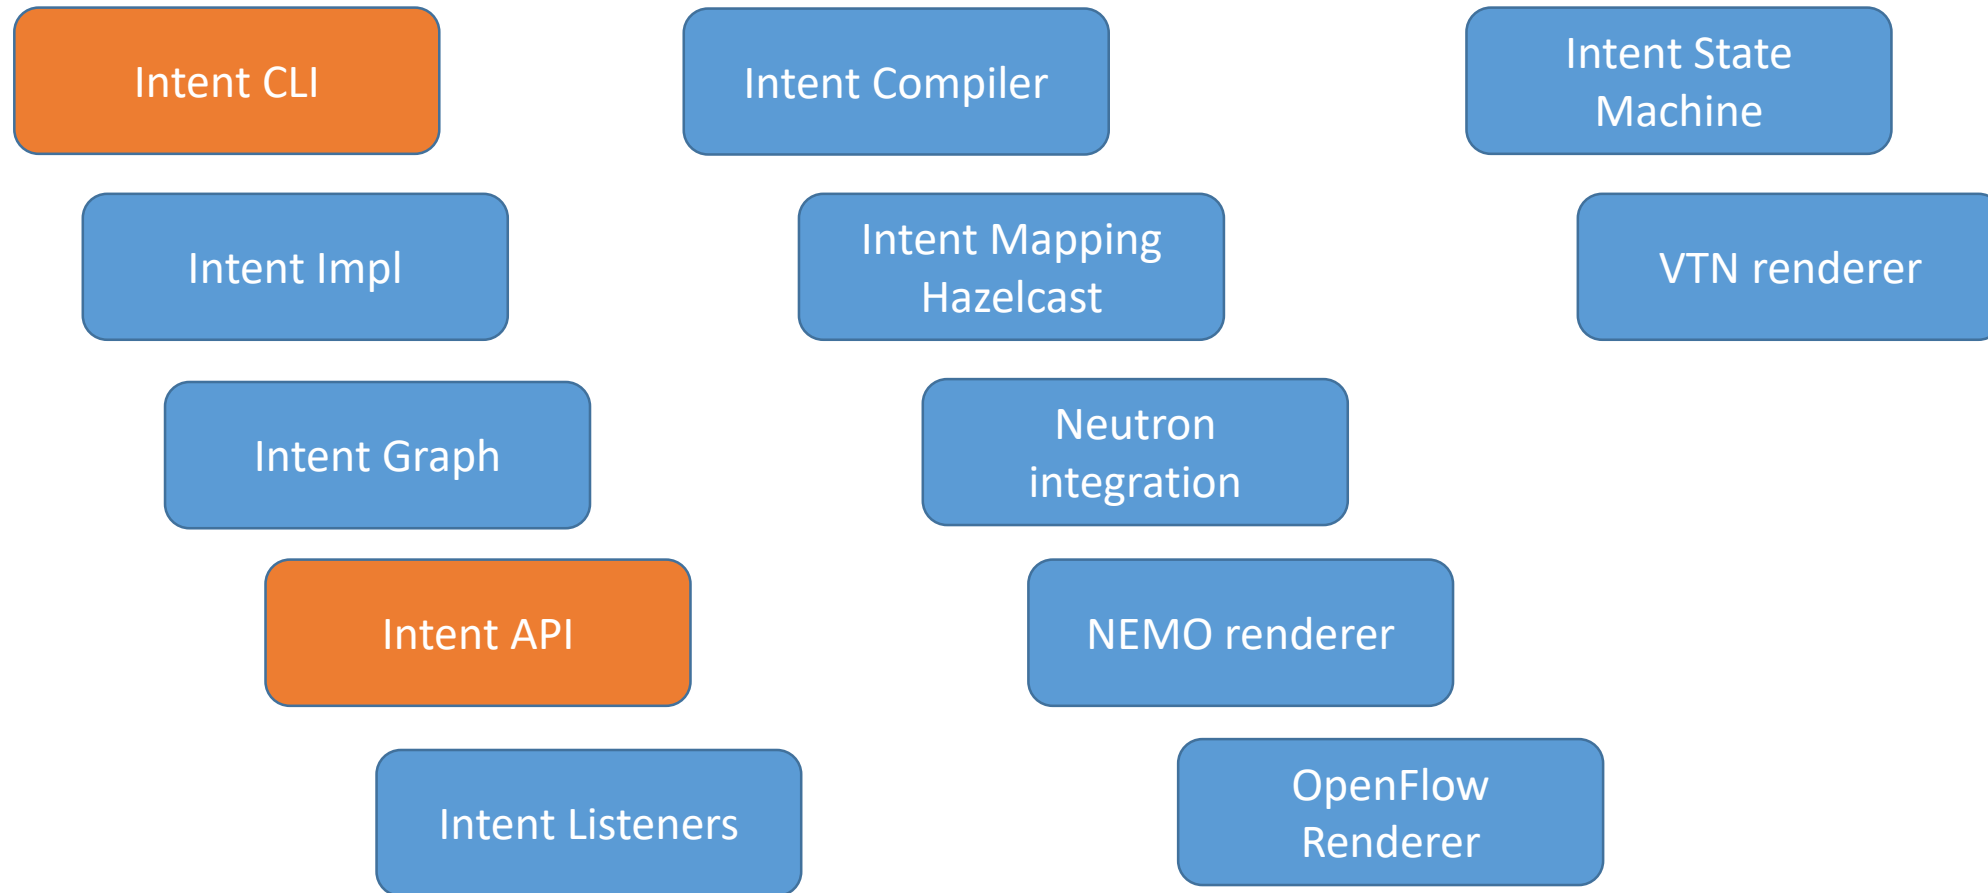 Intent CLI
Intent Impl
Intent Graph
Intent API
Intent Listeners
Intent Compiler
Intent Mapping
Hazelcast
Neutron
integration
NEMO renderer
OpenFlow
Renderer
Intent State
Machine
VTN renderer